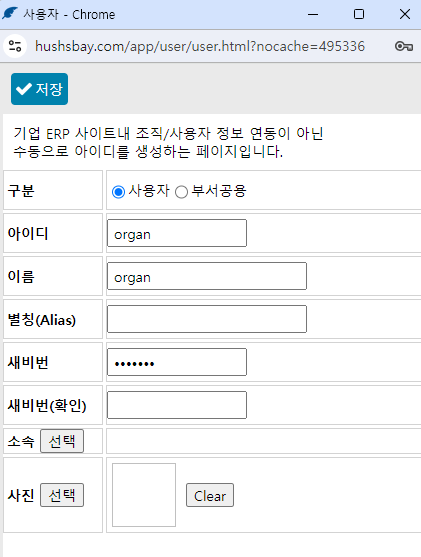 사용자 - Chrome
hushsbay.com/app/user/user.html?nocache=495336
저장
기업 ERP 사이트내 조직/사용자 정보 연동이 아닌
수동으로 아이디를 생성하는 페이지입니다.
구분 사용자 부서공용
아이디 organ
이름 organ
별칭(Alias)
새비번 •••••••
새비번(확인)
소속 선택
사진 선택 Clear